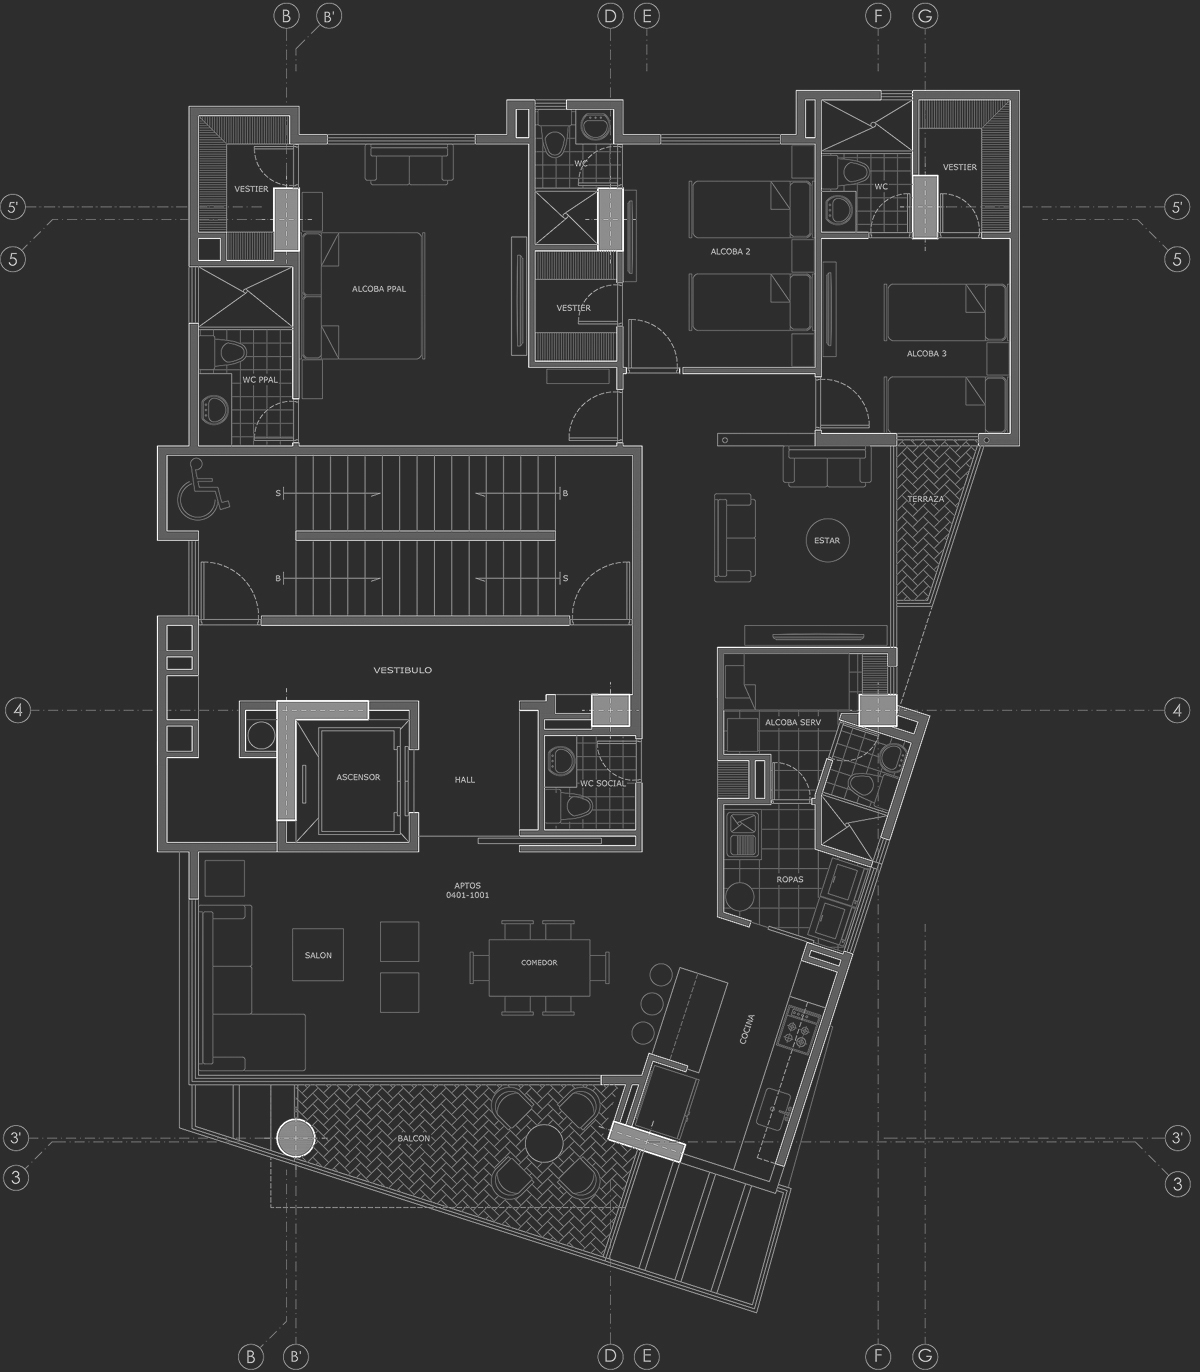 B
B'
D
E
F
G
WC
VESTIER
VESTIER
WC
5'
5'
5
5
ALCOBA 2
ALCOBA PPAL
VESTIER
ALCOBA 3
WC PPAL
S
B
TERRAZA
ESTAR
B
S
VESTIBULO
4
4
ALCOBA SERV
ASCENSOR
HALL
WC SOCIAL
ROPAS
APTOS
0401-1001
SALON
COMEDOR
COCINA
BALCON
3'
3'
3
3
B
B'
D
E
F
G